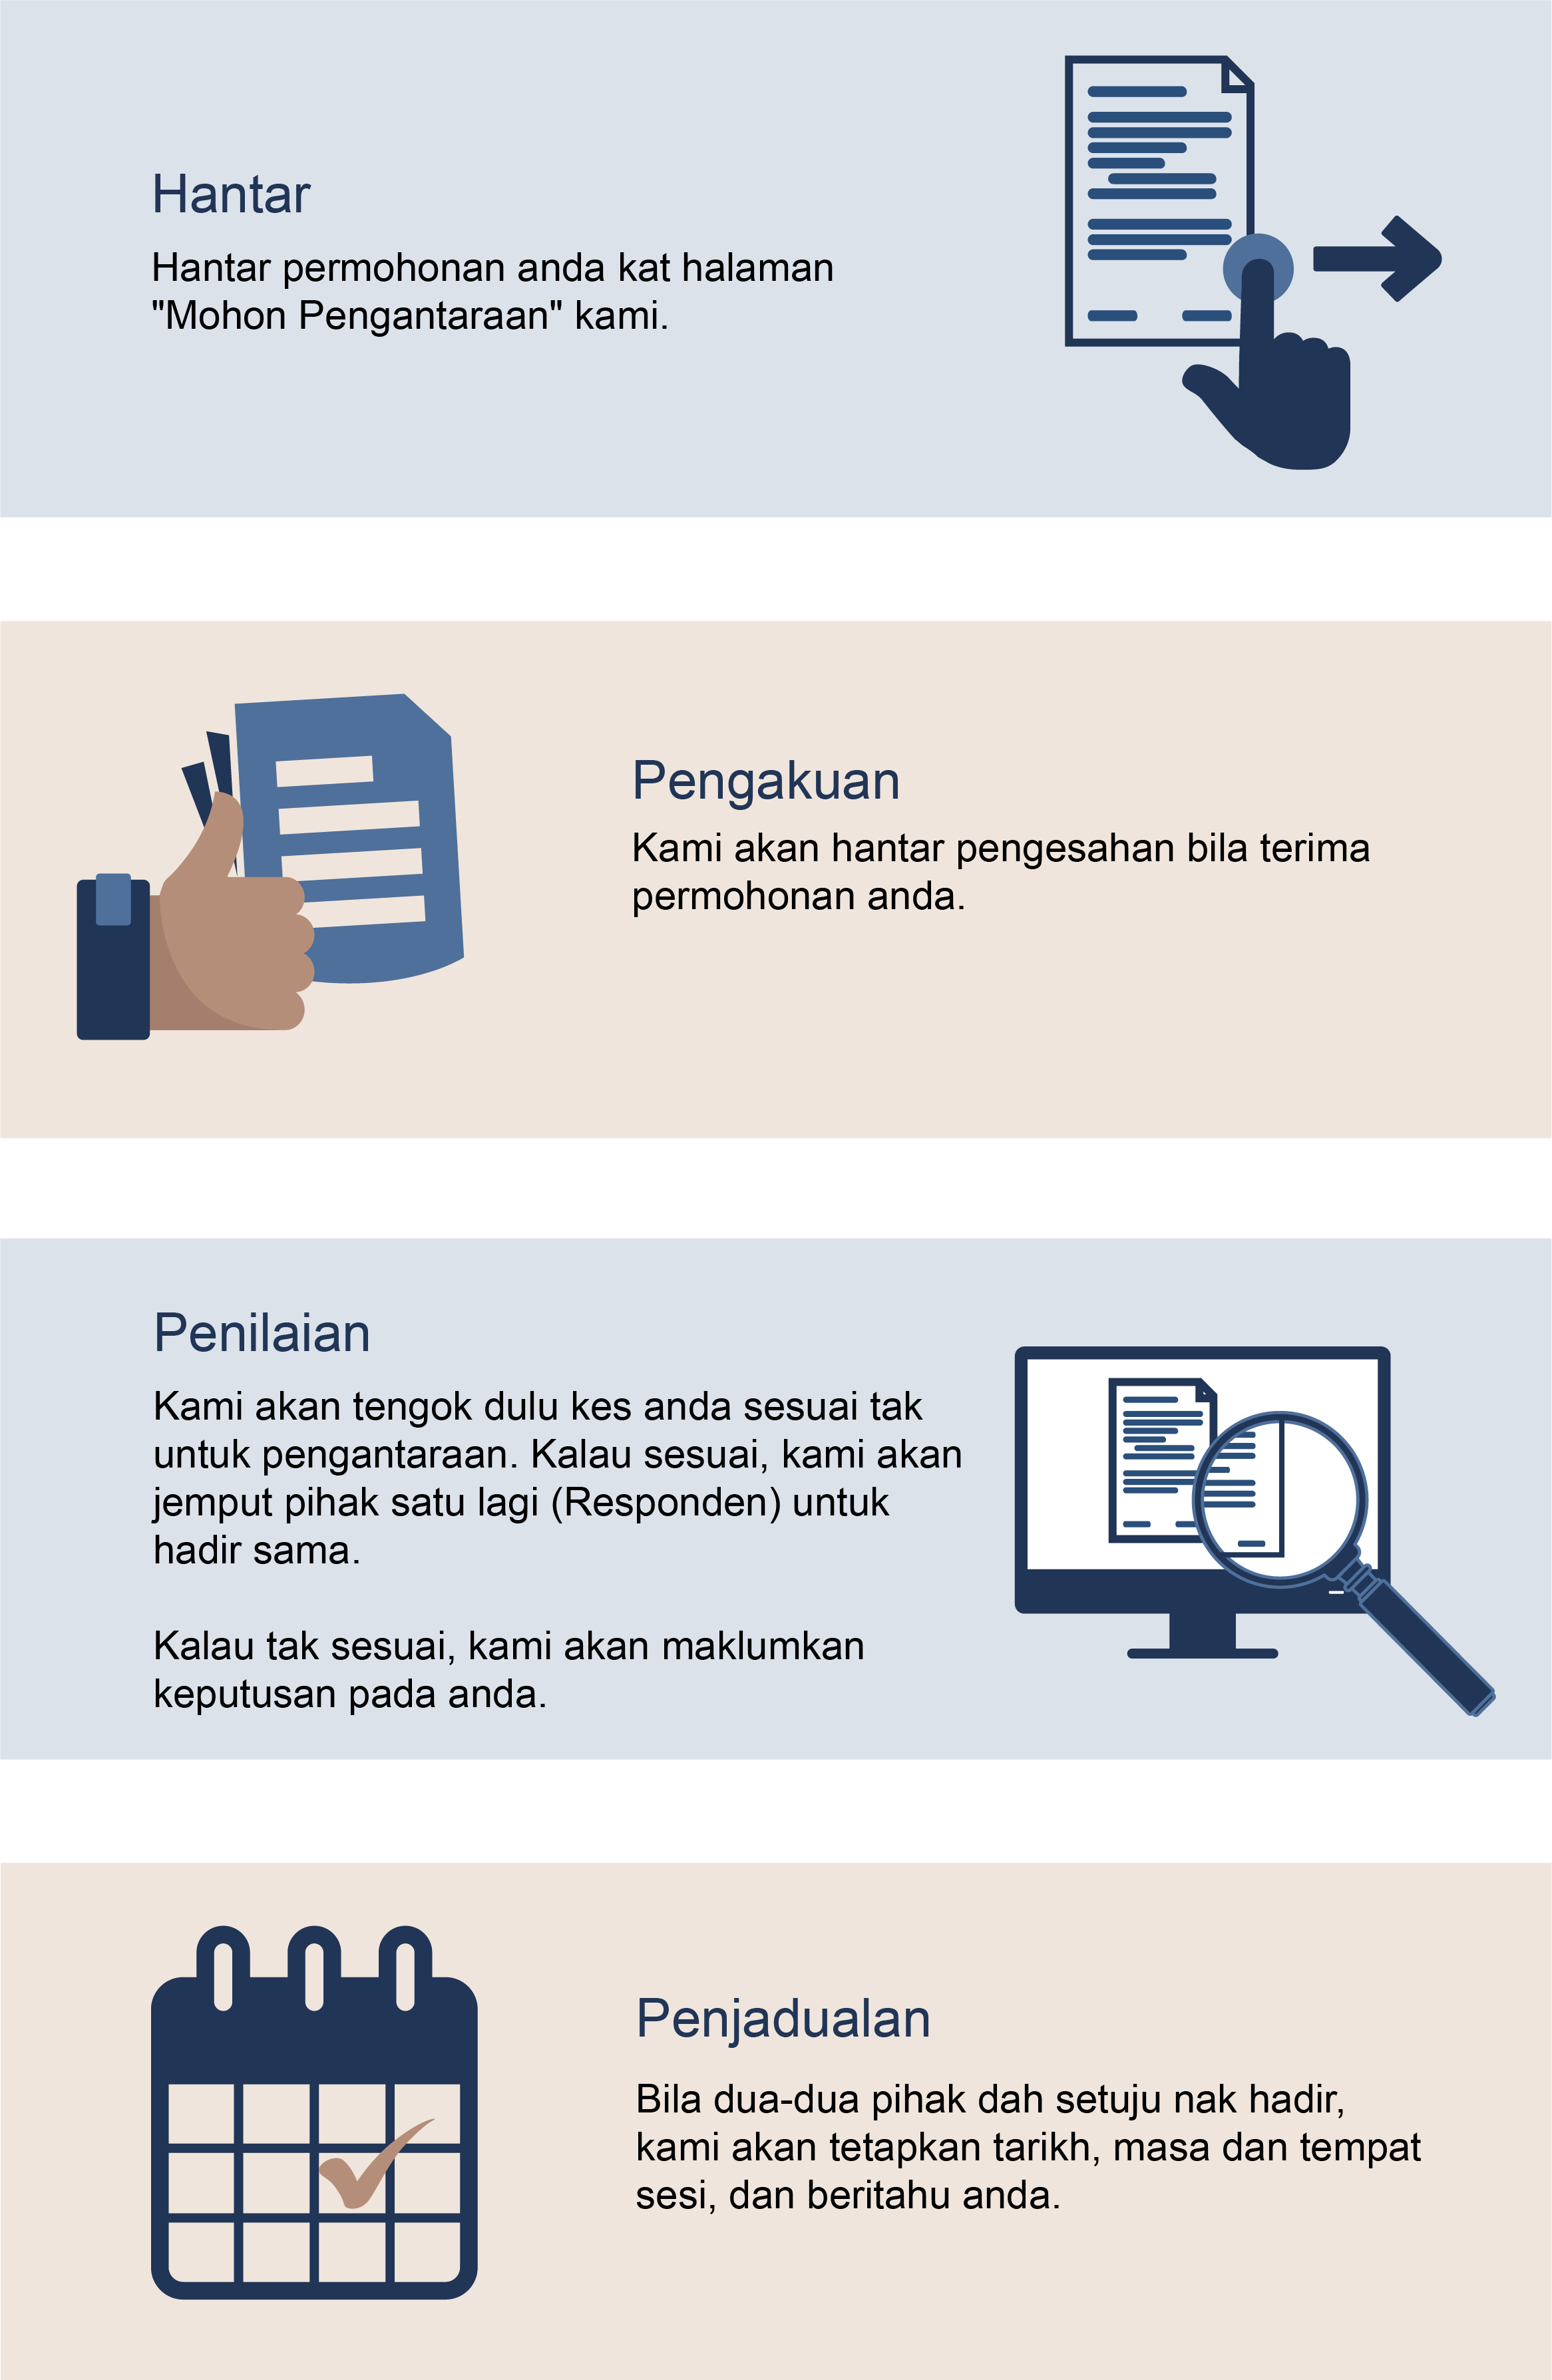 Hantar
Hantar permohonan anda kat halaman
"Mohon Pengantaraan" kami.
Pengakuan
Kami akan hantar pengesahan bila terima
permohonan anda.
Penilaian
Kami akan tengok dulu kes anda sesuai tak
untuk pengantaraan. Kalau sesuai, kami akan
jemput pihak satu lagi (Responden) untuk
hadir sama.
Kalau tak sesuai, kami akan maklumkan
keputusan pada anda.
Penjadualan
Bila dua-dua pihak dah setuju nak hadir,
kami akan tetapkan tarikh, masa dan tempat
sesi, dan beritahu anda.